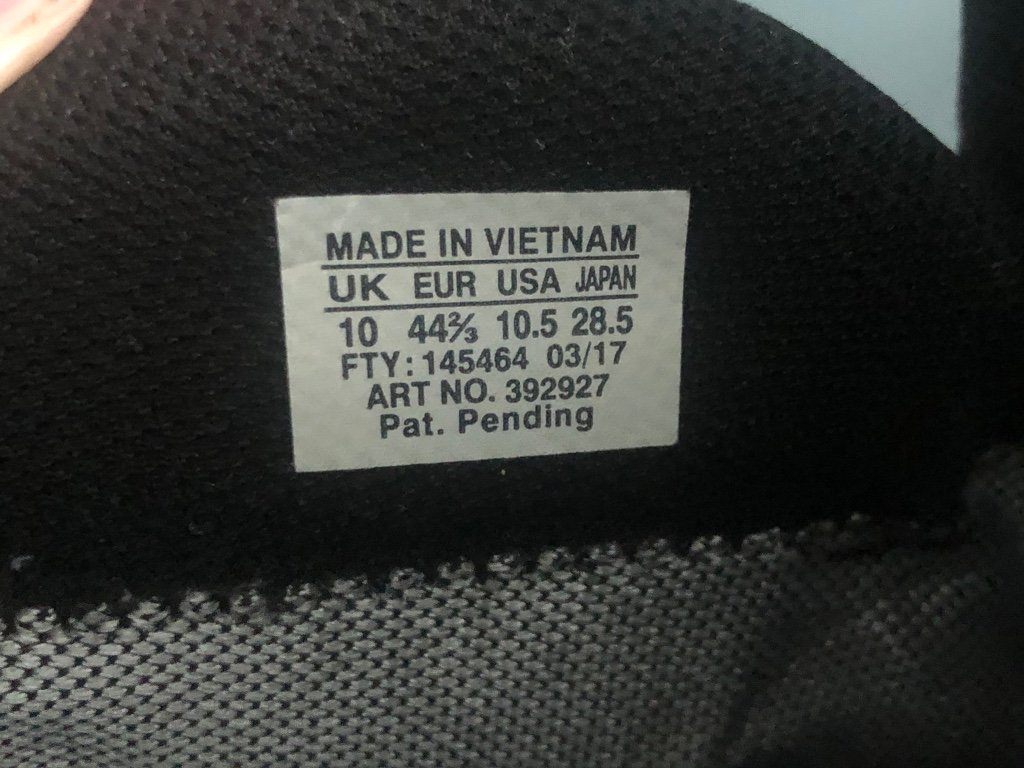 MADE IN VIETNAM
UK EUR USA JAPAN
10 44⅔ 10.5 28.5
FTY: 145464 03/17
ART NO. 392927
Pat. Pending